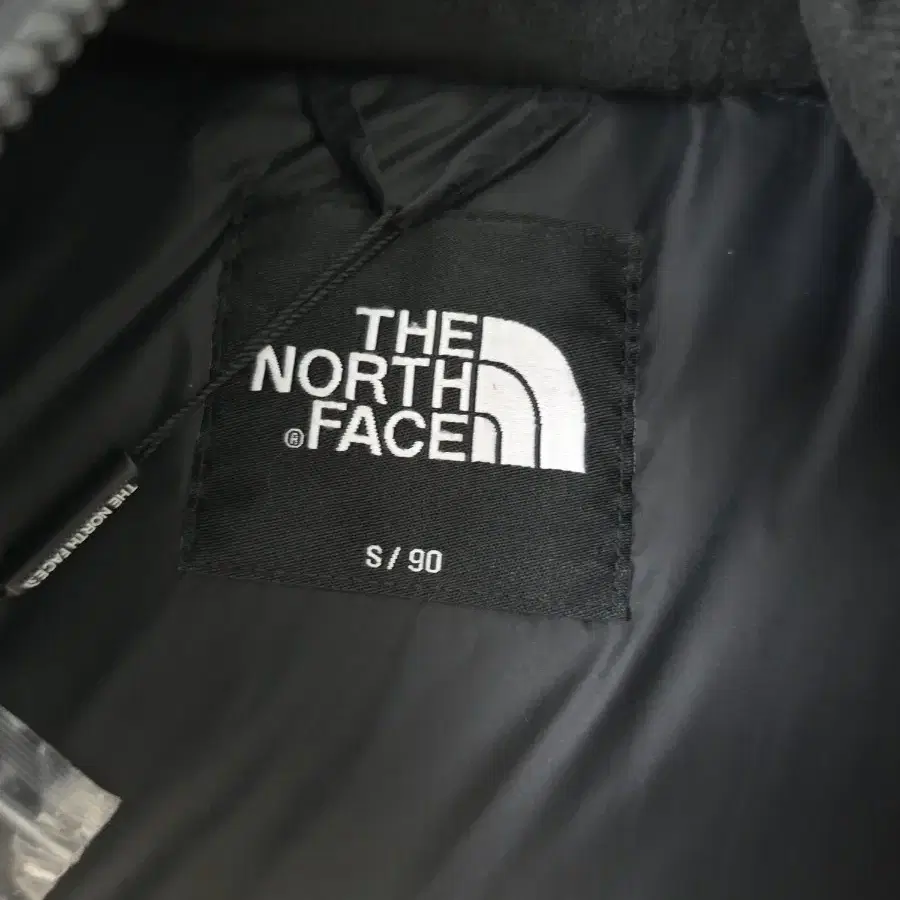 THE
NORTH
®FACE
S / 90
THE NORTH FACE